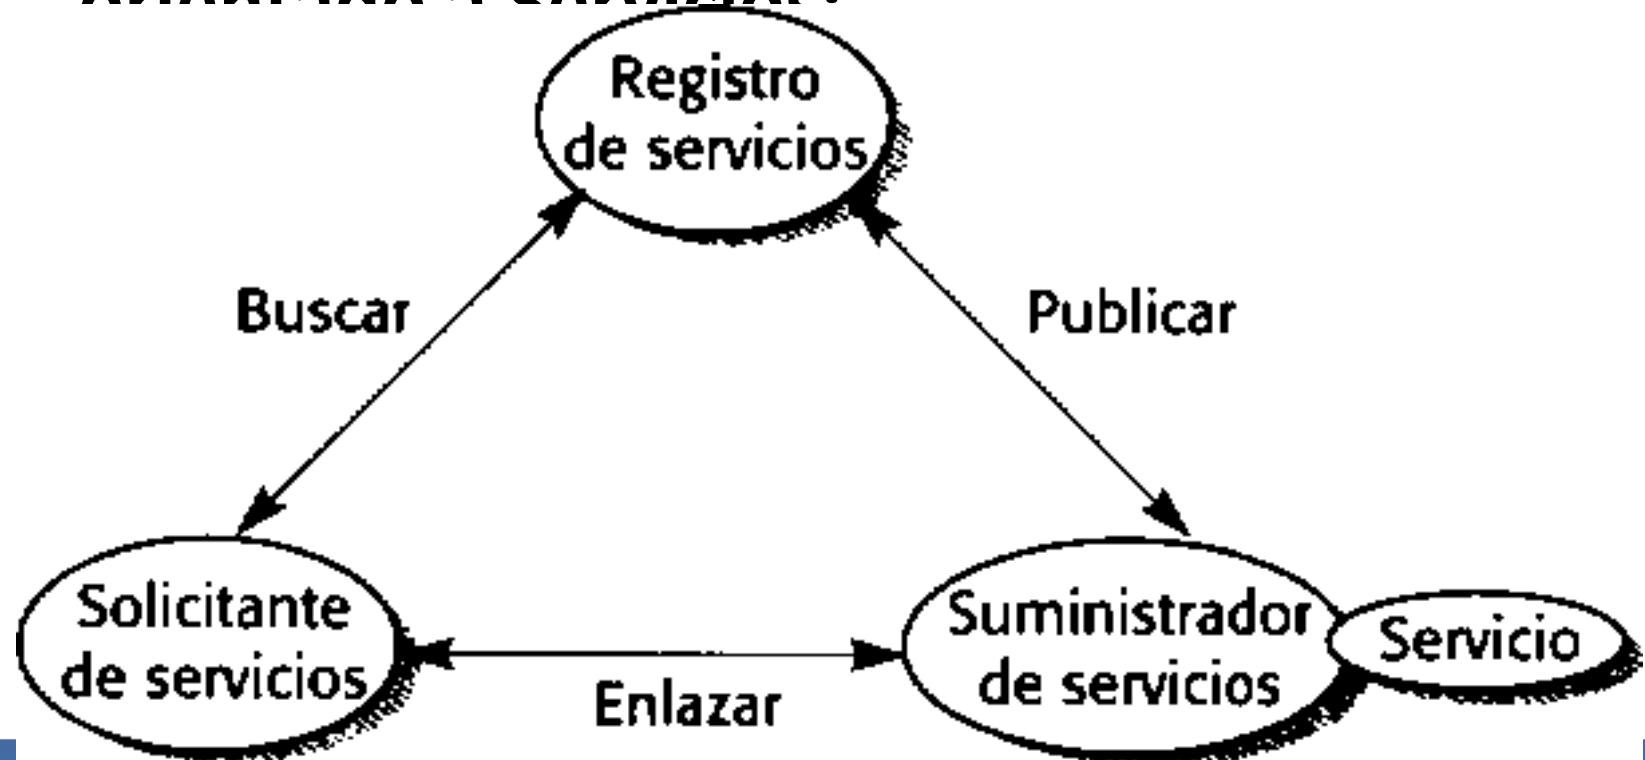 Registro
de servicios
Buscar
Publicar
Solicitante
de servicios
Enlazar
Suministrador
de servicios
Servicio